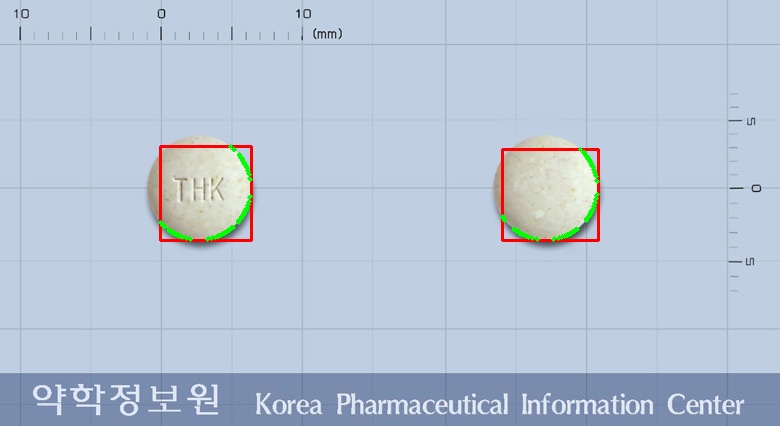 10 0 10 (mm)
THK
5
0
5
약학정보원 Korea Pharmaceutical Information Center